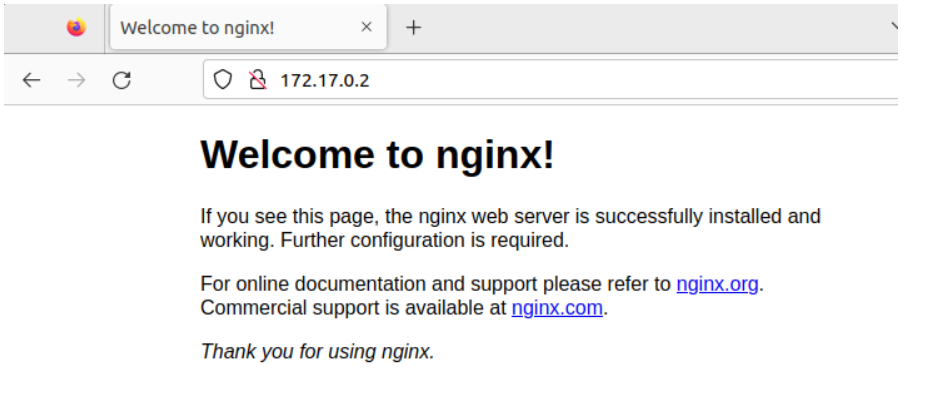 Welcome to nginx!
172.17.0.2
Welcome to nginx!
If you see this page, the nginx web server is successfully installed and
working. Further configuration is required.
For online documentation and support please refer to nginx.org.
Commercial support is available at nginx.com.
Thank you for using nginx.